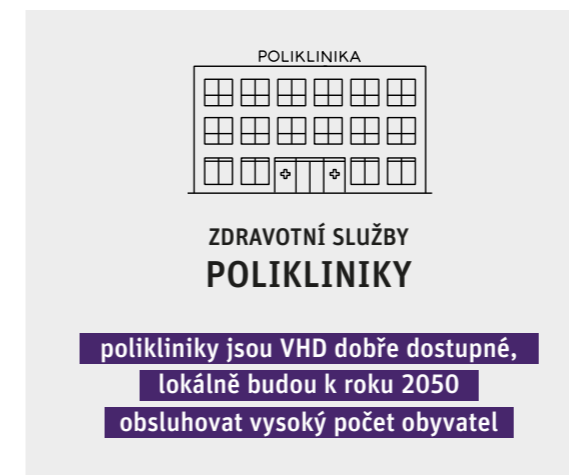 POLIKLINIKA
ZDRAVOTNÍ SLUŽBY
POLIKLINIKY
polikliniky jsou VHD dobře dostupné,
lokálně budou k roku 2050
obsluhovat vysoký počet obyvatel